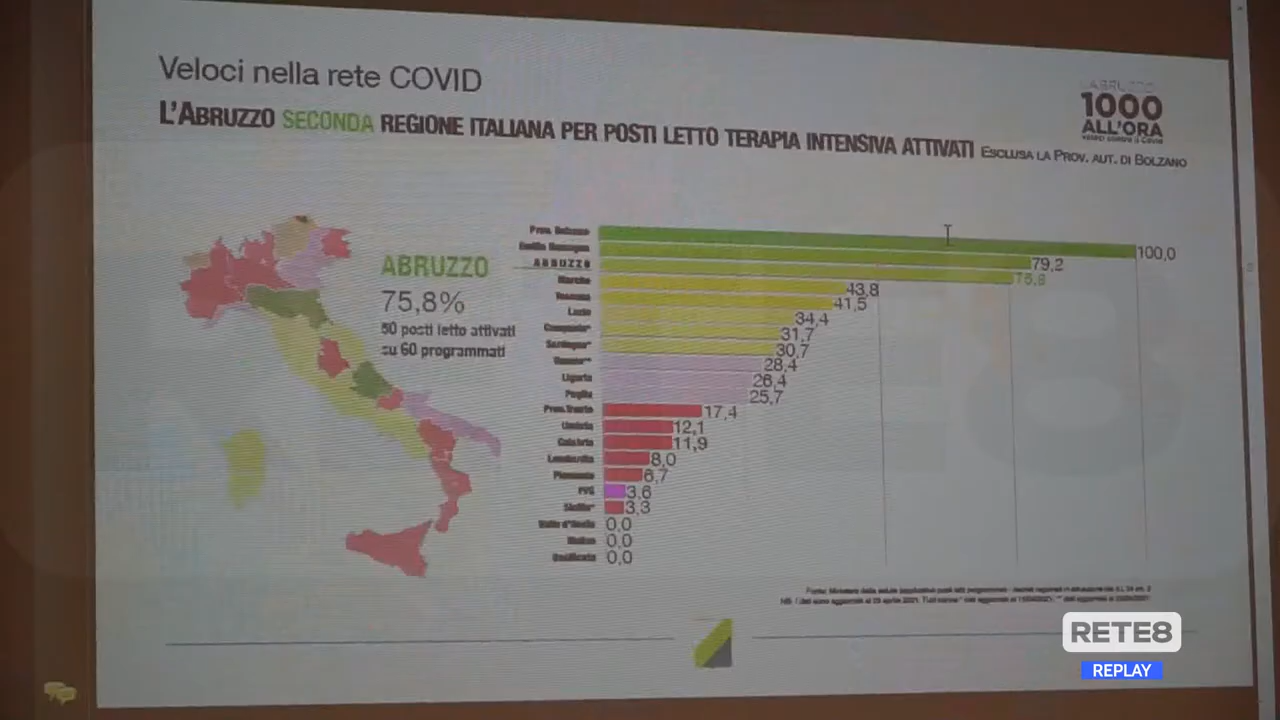 Veloci nella rete COVID
L'ABRUZZO SECONDA REGIONE ITALIANA PER POSTI LETTO TERAPIA INTENSIVA ATTIVATI ESCLUSA LA PROV. AUT. DI BOLZANO
L'ABRUZZO
1000
ALL'ORA
ABRUZZO
75,8%
posti letto attivati
su 60 programmati
Prov. Bolzano 100,0
Emilia Romagna 79,2
ABRUZZO 75,8
Marche 43,8
Toscana 41,5
Lazio 34,4
Campania* 31,7
Sardegna* 30,7
28,4
Liguria 26,4
Puglia 25,7
Prov. Trento 17,4
Umbria 12,1
Calabria 11,9
Lombardia 8,0
Piemonte 6,7
FVG 3,6
Sicilia* 3,3
Valle d'Aosta 0,0
Molise 0,0
Basilicata 0,0
RETE8
REPLAY